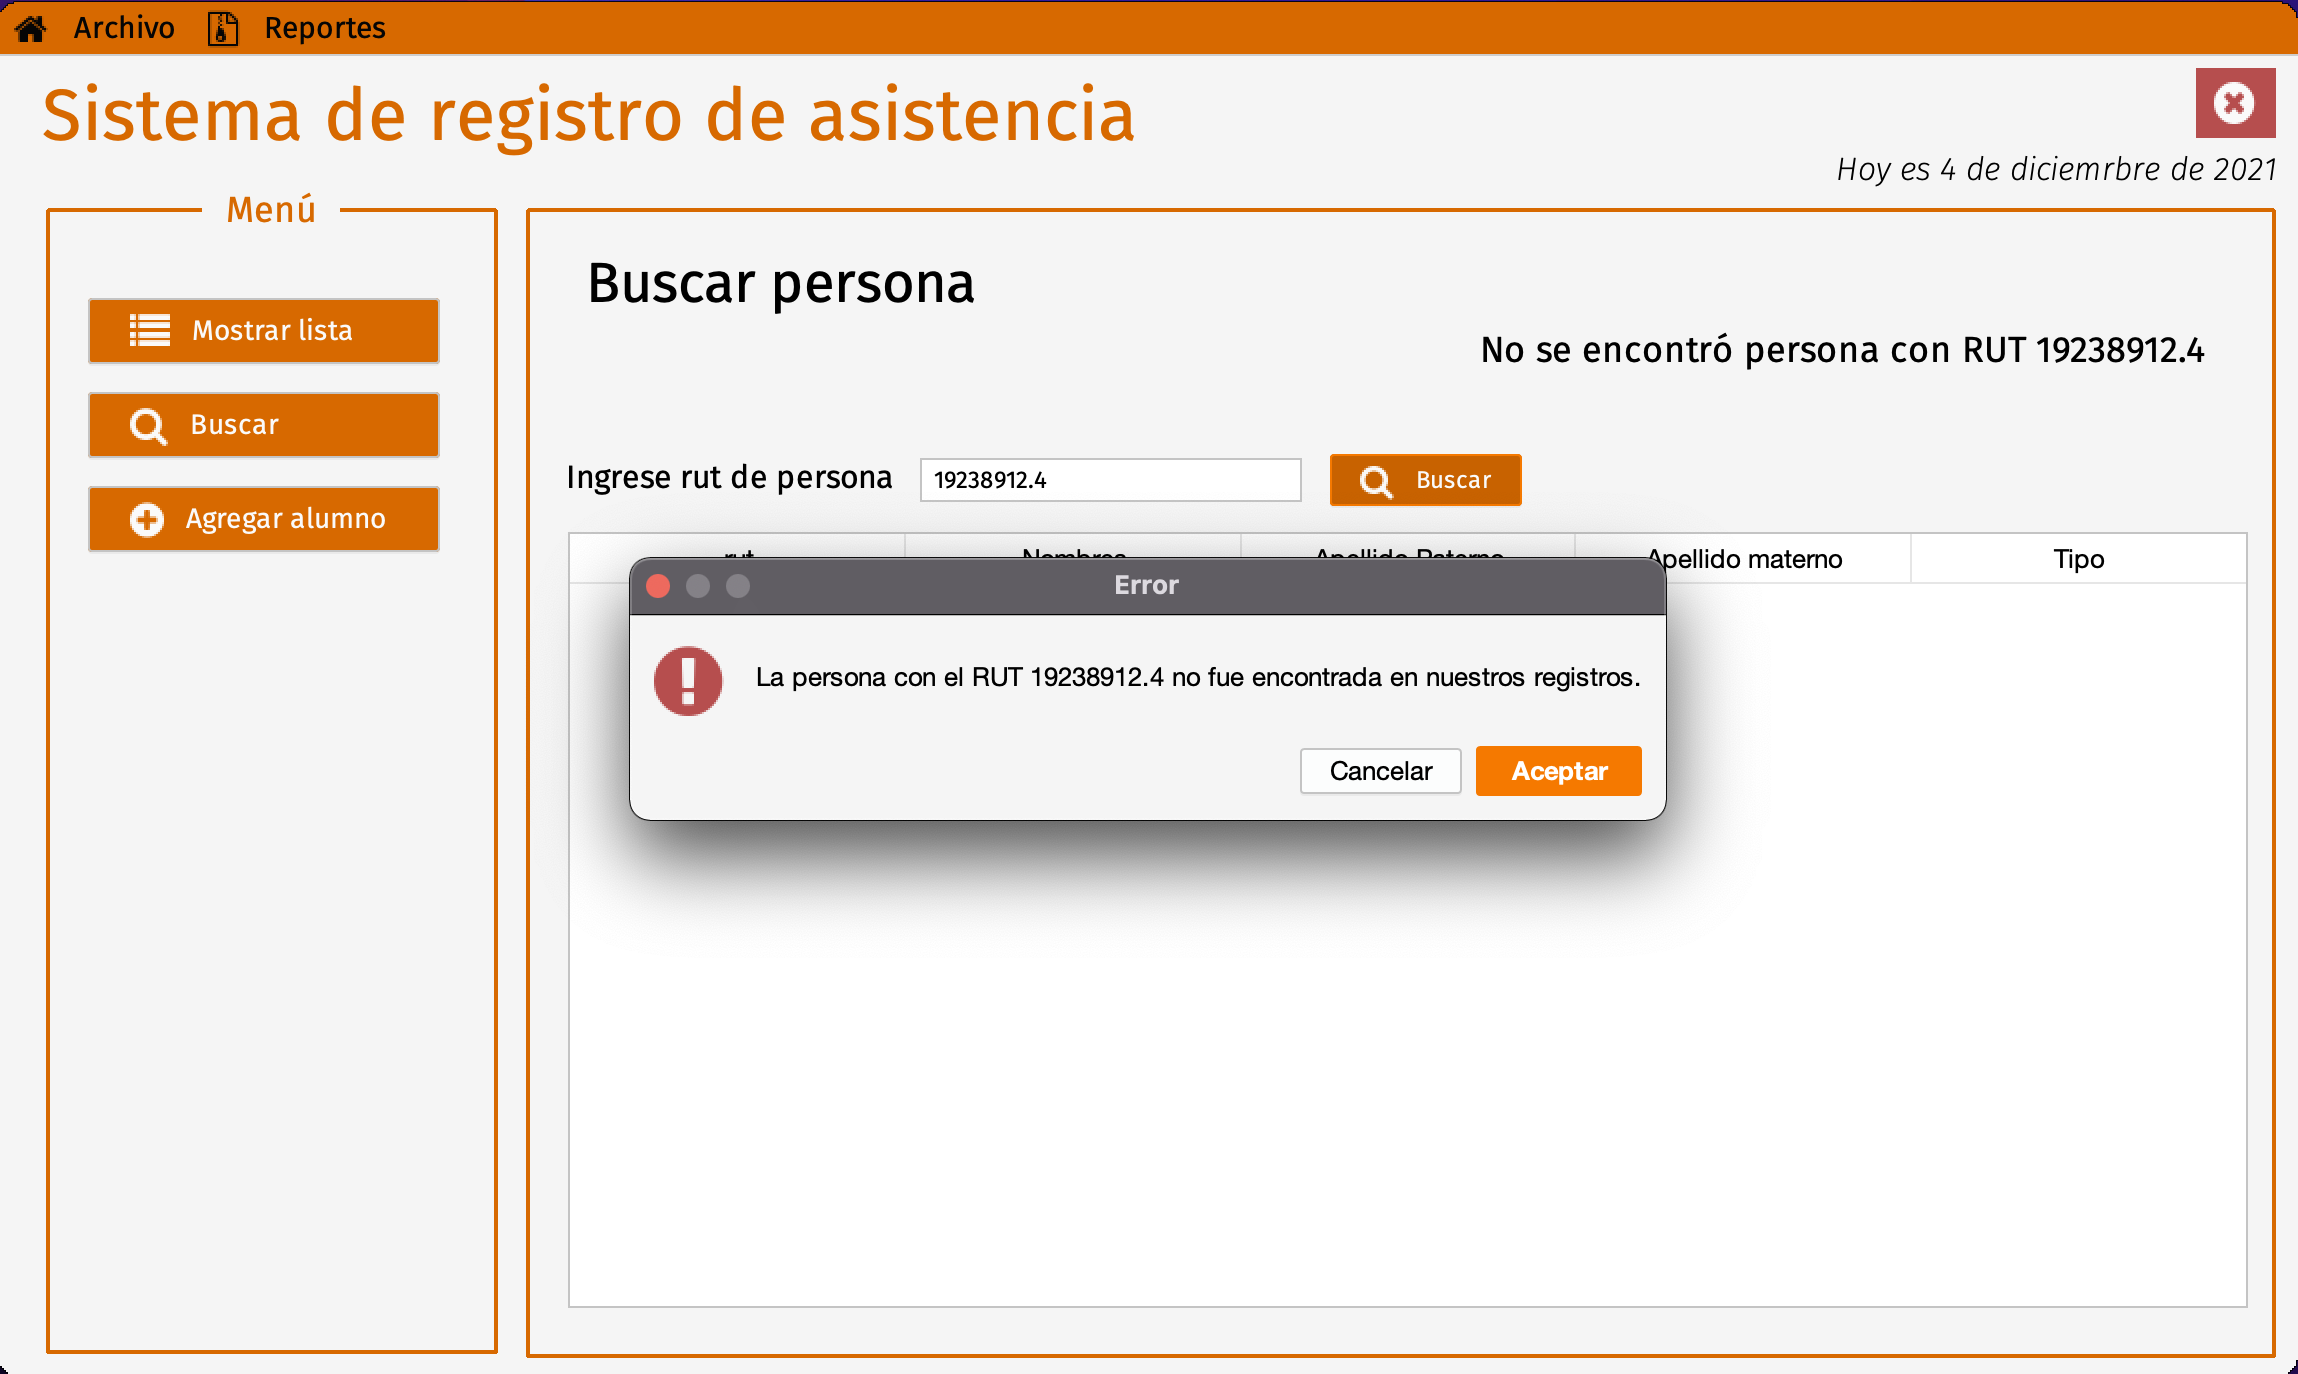 Archivo Reportes
Sistema de registro de asistencia
Hoy es 4 de diciemrbre de 2021
Menú
Mostrar lista
Buscar
Agregar alumno
Buscar persona
No se encontró persona con RUT 19238912.4
Ingrese rut de persona 19238912.4 Buscar
rut Nombres Apellido Paterno Apellido materno Tipo
Error
La persona con el RUT 19238912.4 no fue encontrada en nuestros registros.
Cancelar Aceptar